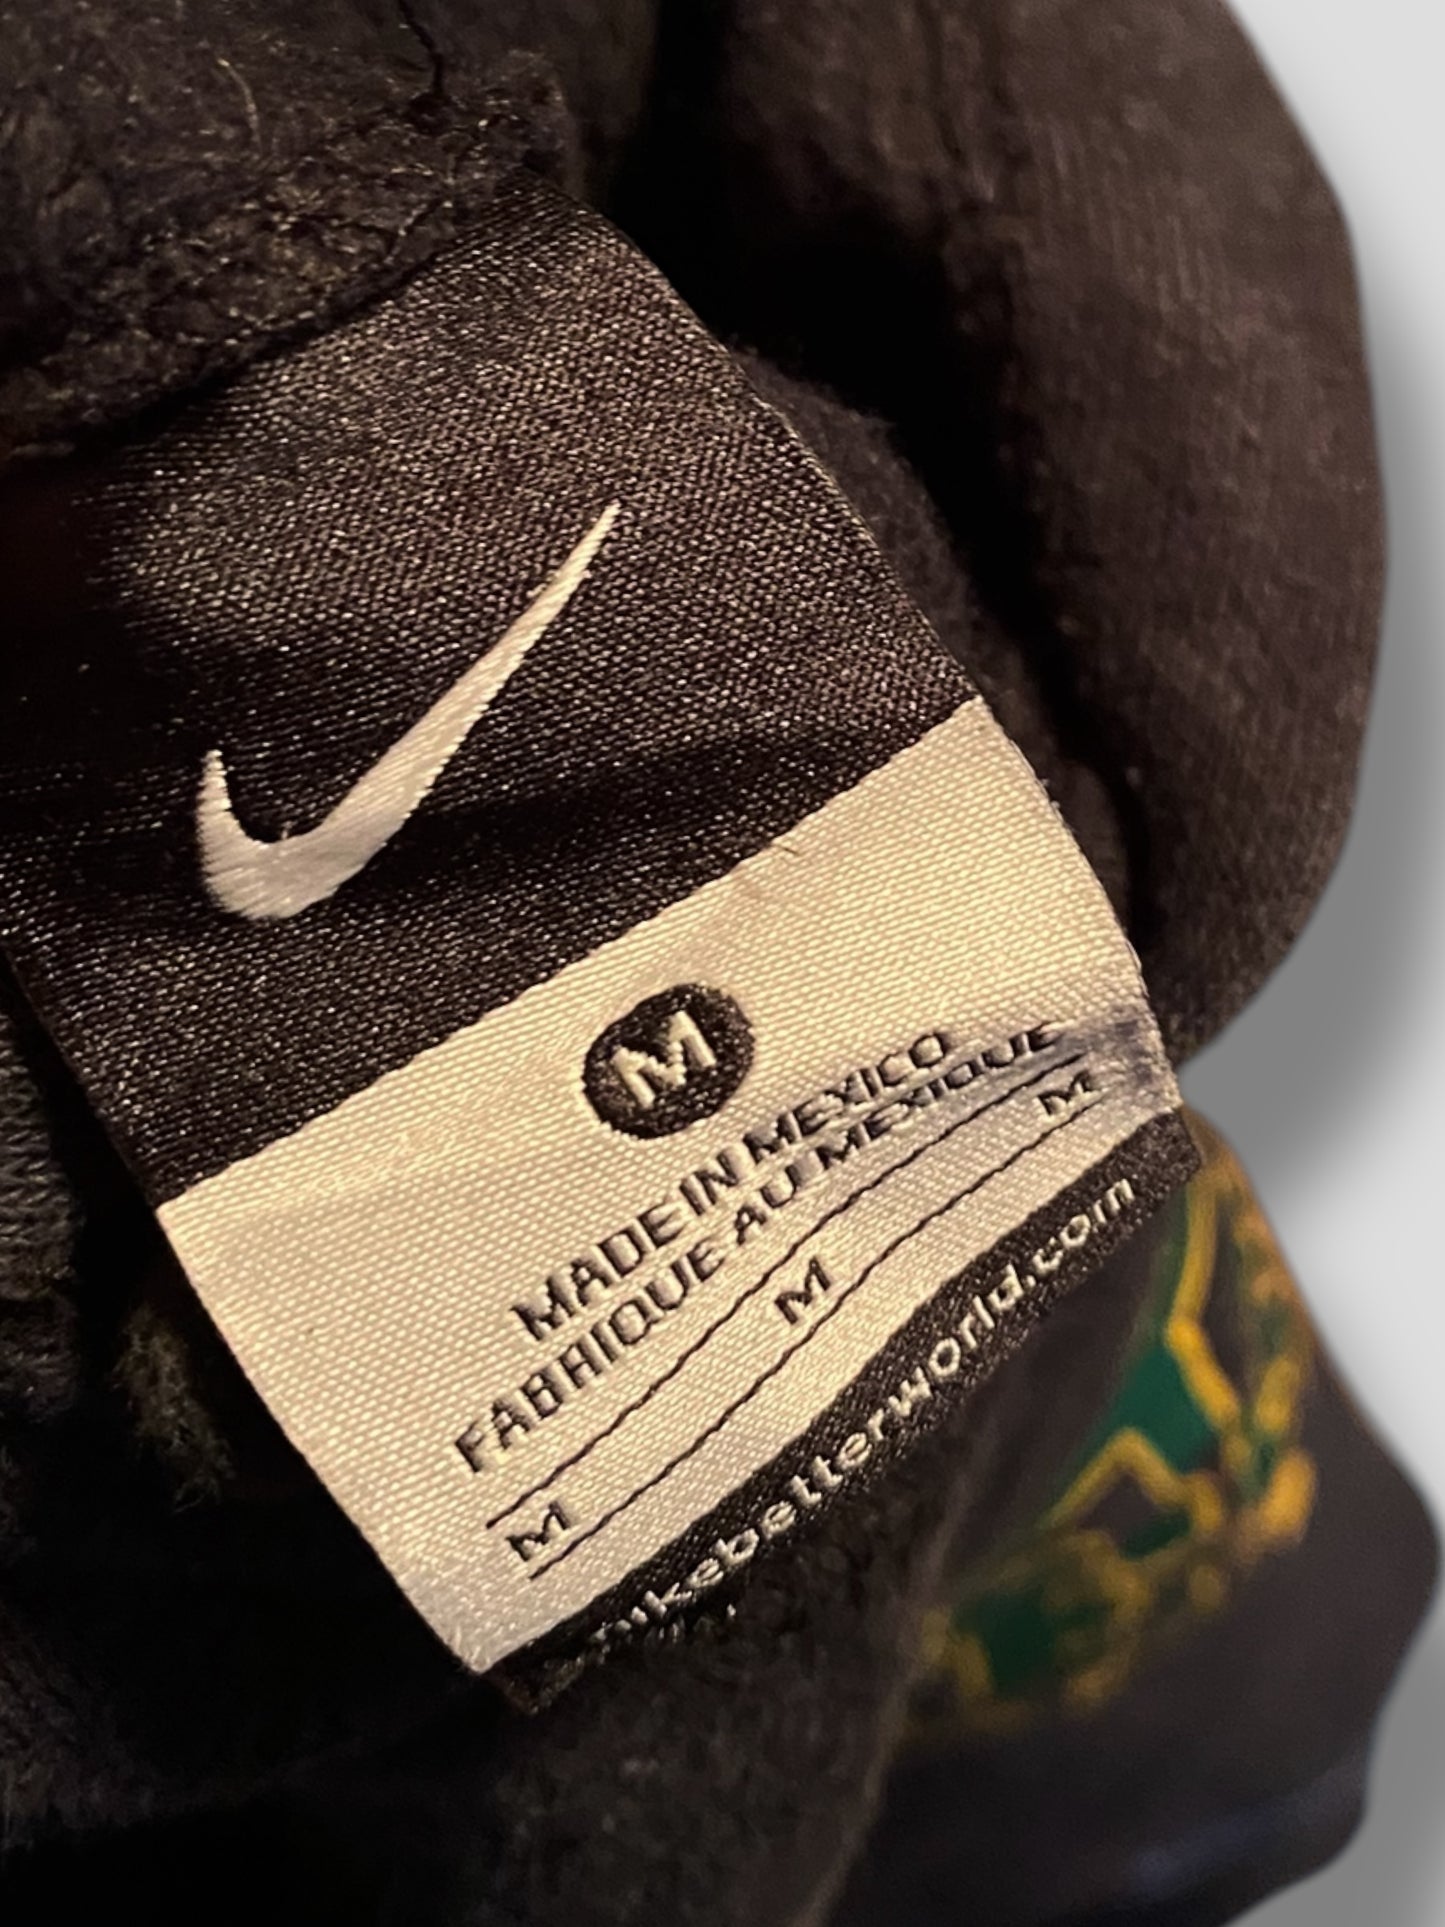 M
MADE IN MEXICO
FABRIQUE AU MEXIQUE
M M M
nikebetterworld.com